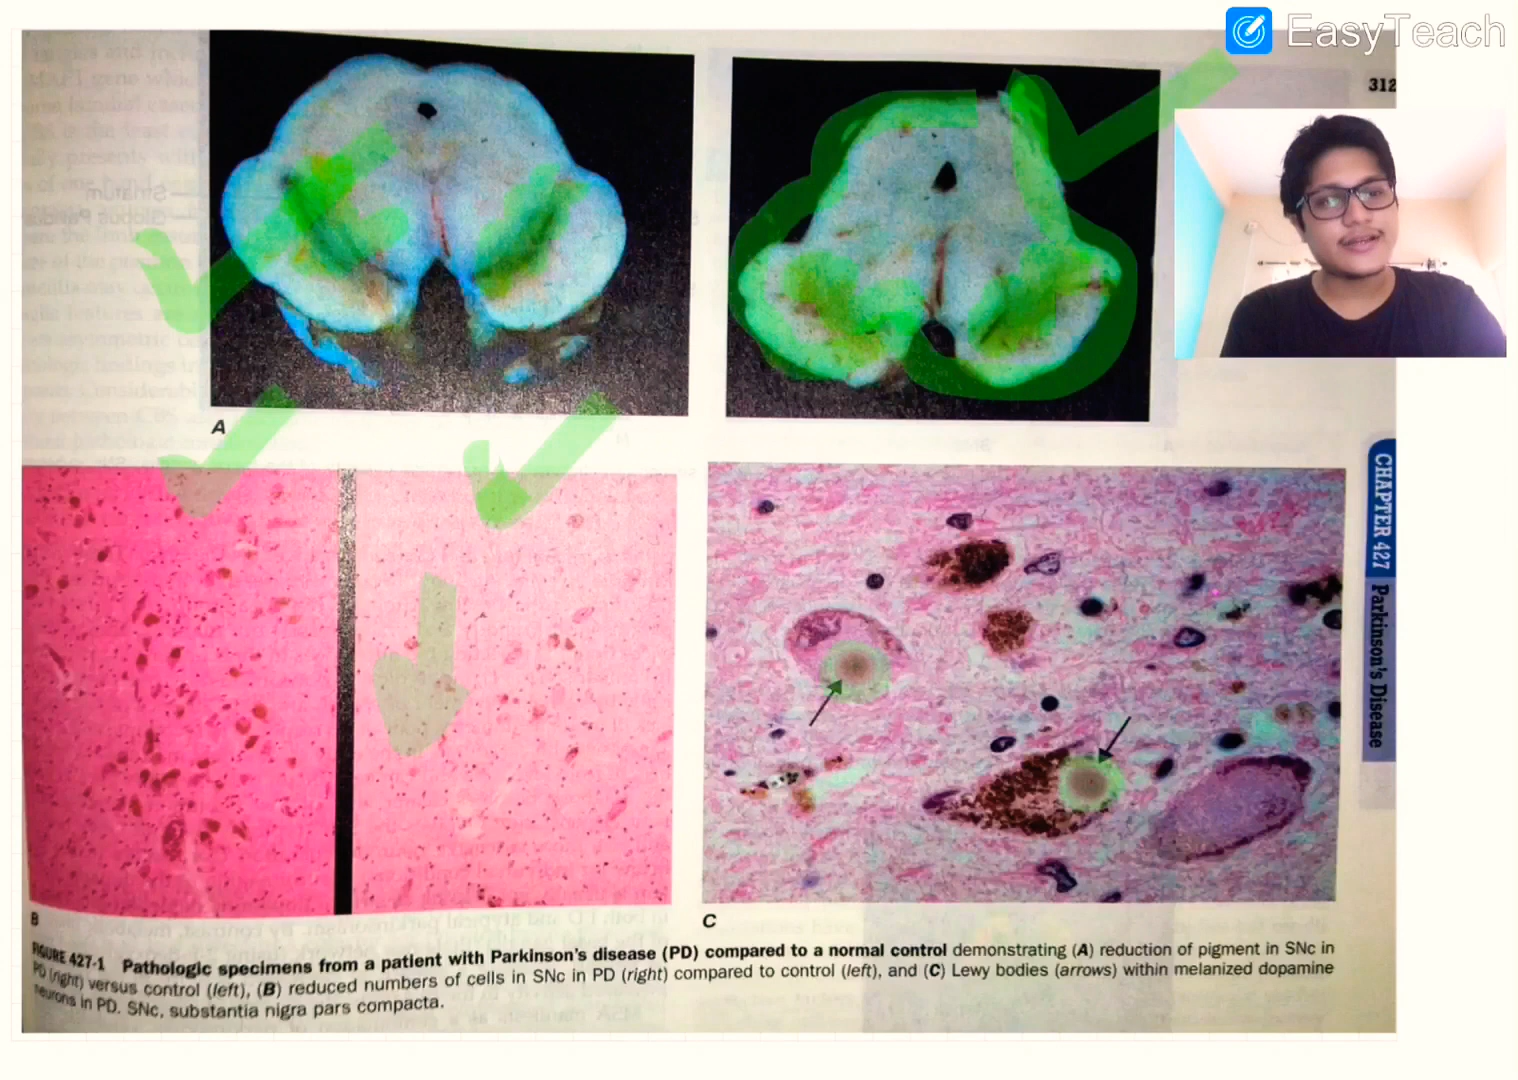 EasyTeach
312
Striatum
Globus Pallidus
A
CHAPTER 427 Parkinson's Disease
B
C
FIGURE 427-1 Pathologic specimens from a patient with Parkinson's disease (PD) compared to a normal control demonstrating (A) reduction of pigment in SNc in
PD (right) versus control (left), (B) reduced numbers of cells in SNc in PD (right) compared to control (left), and (C) Lewy bodies (arrows) within melanized dopamine
neurons in PD. SNc, substantia nigra pars compacta.